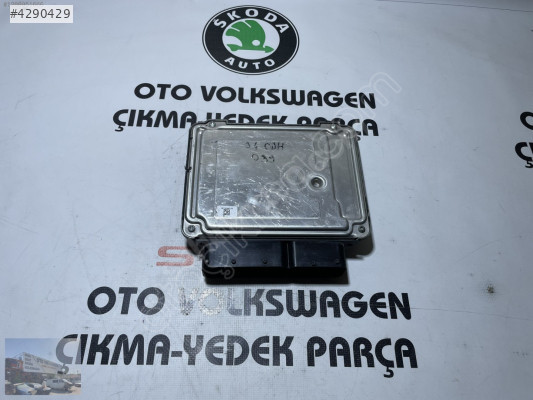 #4290429
ŠKODA
AUTO
OTO VOLKSWAGEN
ÇIKMA-YEDEK PARÇA
OTO VOLKSWAGEN
ÇIKMA-YEDEK PARÇA